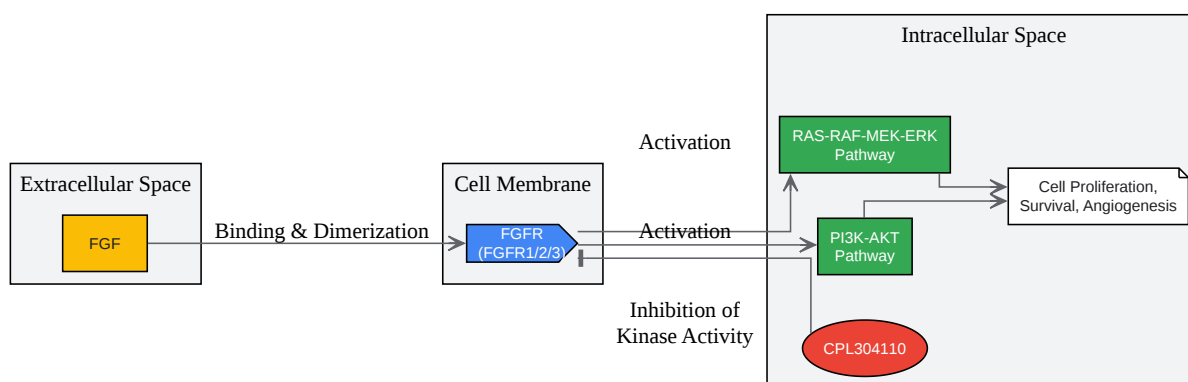 Intracellular Space
Activation
RAS-RAF-MEK-ERK
Pathway
Extracellular Space
Cell Membrane
Cell Proliferation,
Survival, Angiogenesis
FGF
Binding & Dimerization
FGFR
(FGFR1/2/3)
Activation
PI3K-AKT
Pathway
Inhibition of
Kinase Activity
CPL304110